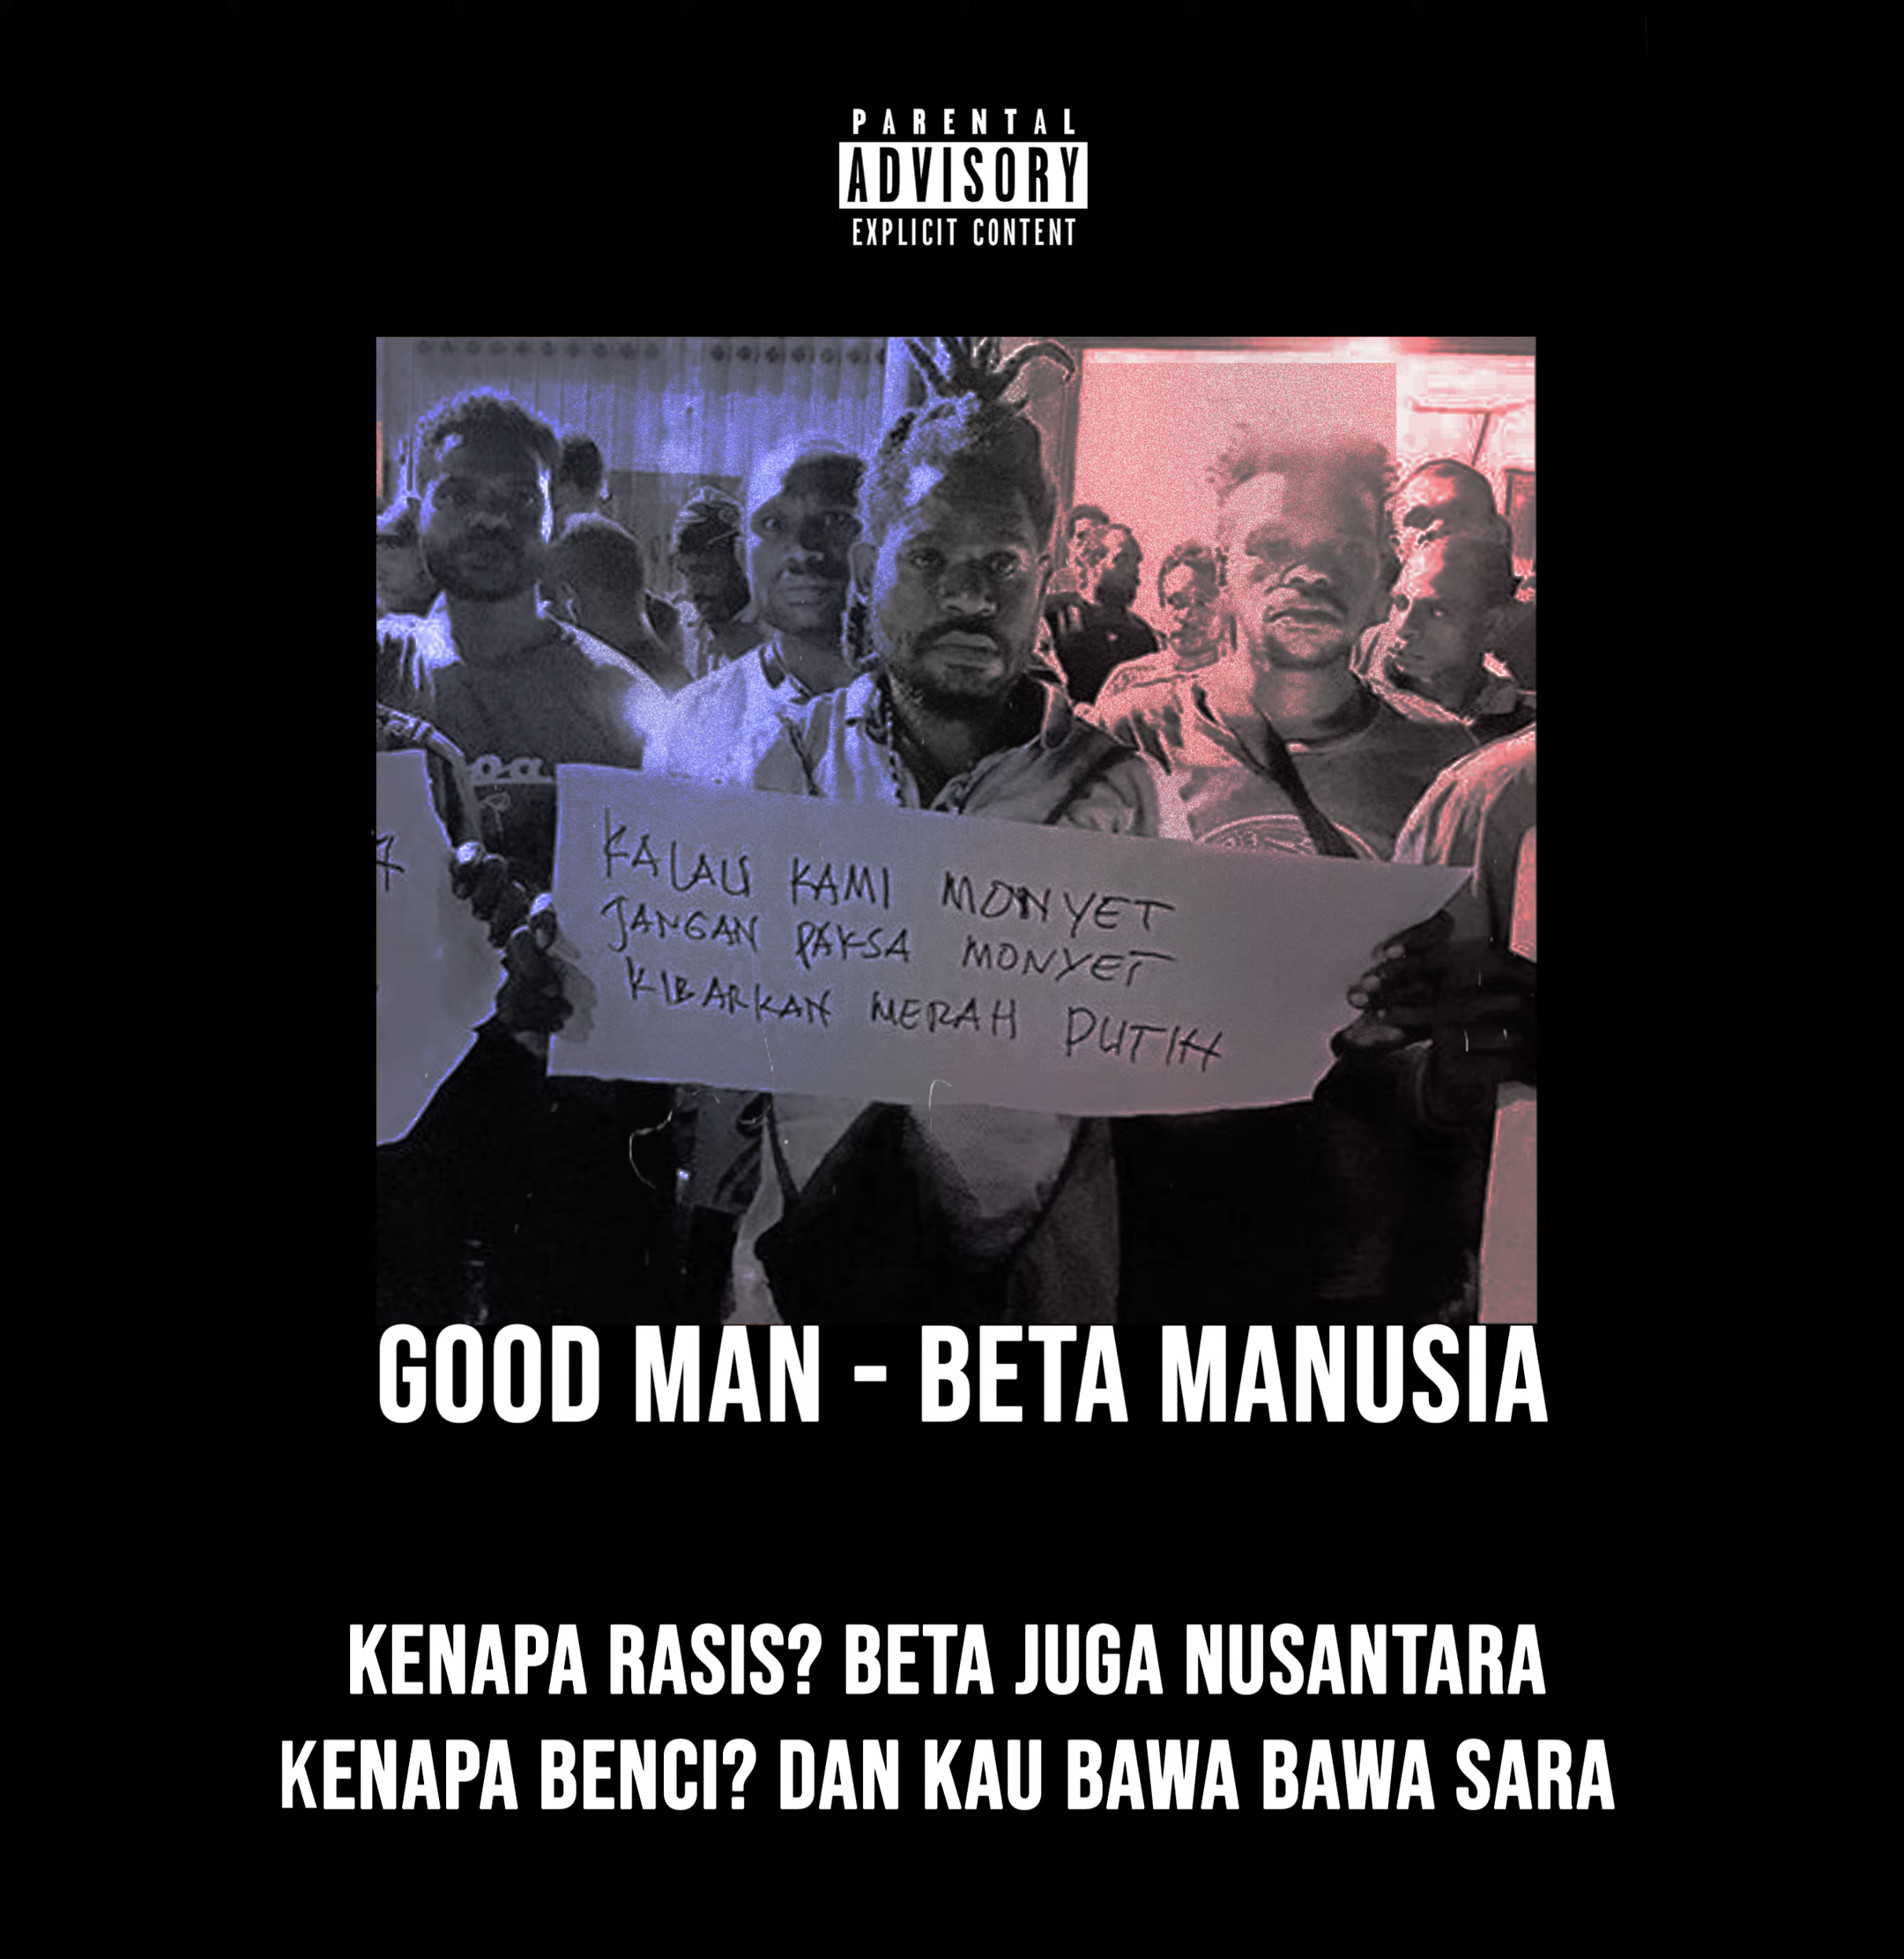 PARENTAL
ADVISORY
EXPLICIT CONTENT
KALAU KAMI MONYET
JANGAN PAKSA MONYET
KIBARKAN MERAH PUTIH
GOOD MAN - BETA MANUSIA
KENAPA RASIS? BETA JUGA NUSANTARA
KENAPA BENCI? DAN KAU BAWA BAWA SARA